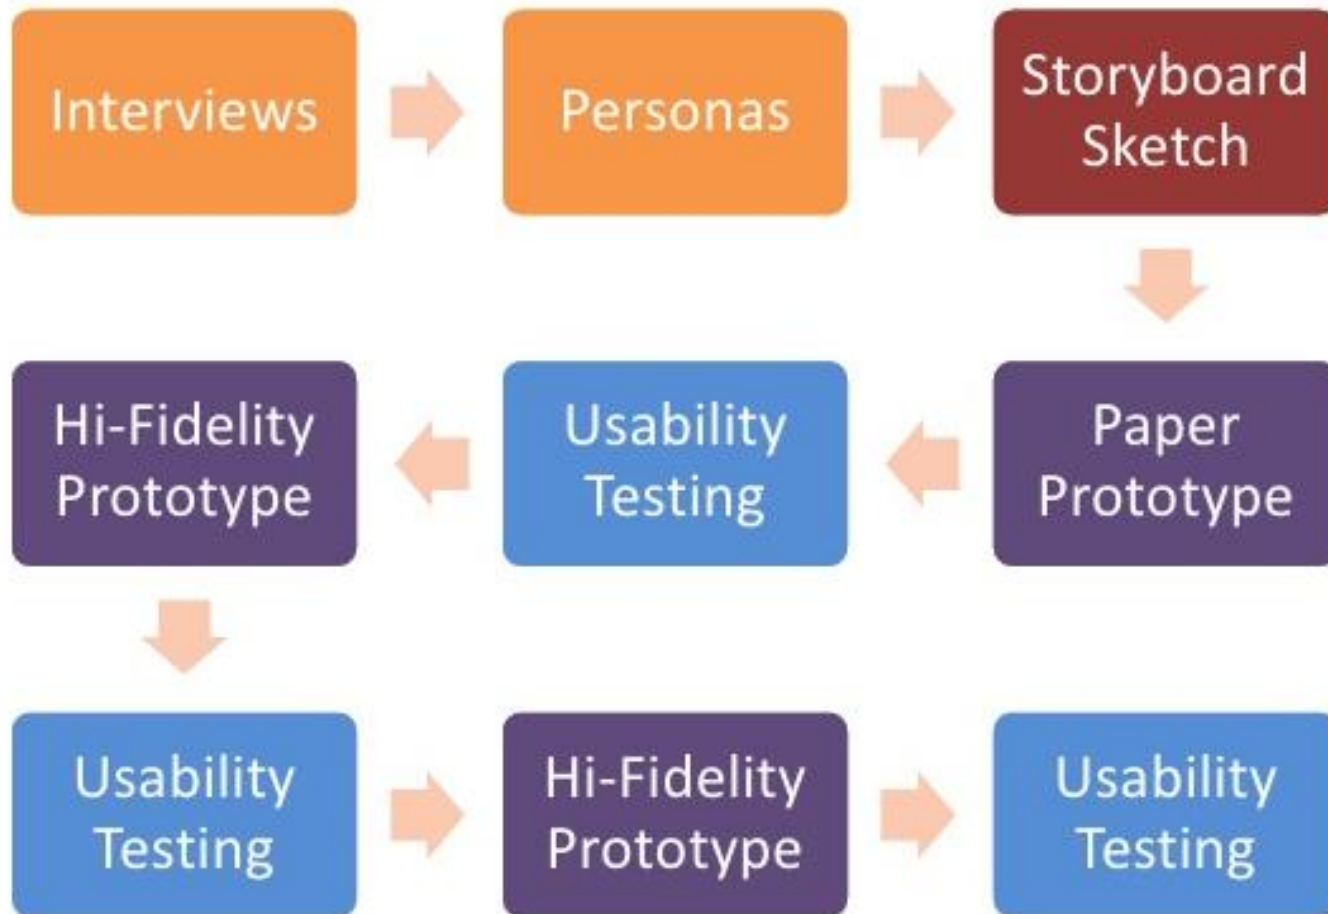 Interviews
Personas
Storyboard
Sketch
Paper
Prototype
Usability
Testing
Hi-Fidelity
Prototype
Usability
Testing
Hi-Fidelity
Prototype
Usability
Testing